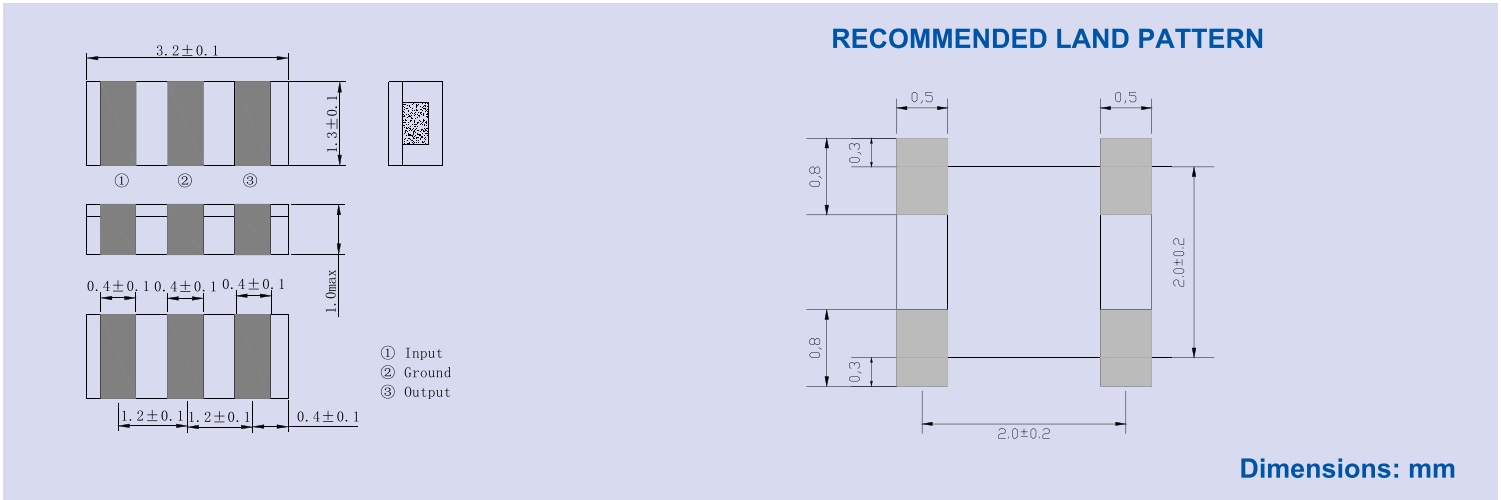 RECOMMENDED LAND PATTERN
3.2±0.1
1.3±0.1
① ② ③
1.0max
0.4±0.1 0.4±0.1 0.4±0.1
① Input
② Ground
③ Output
1.2±0.1 1.2±0.1 0.4±0.1
0,5 0,5
0,3
0,8
2.0±0.2
0,8
0,3
2.0±0.2
Dimensions: mm